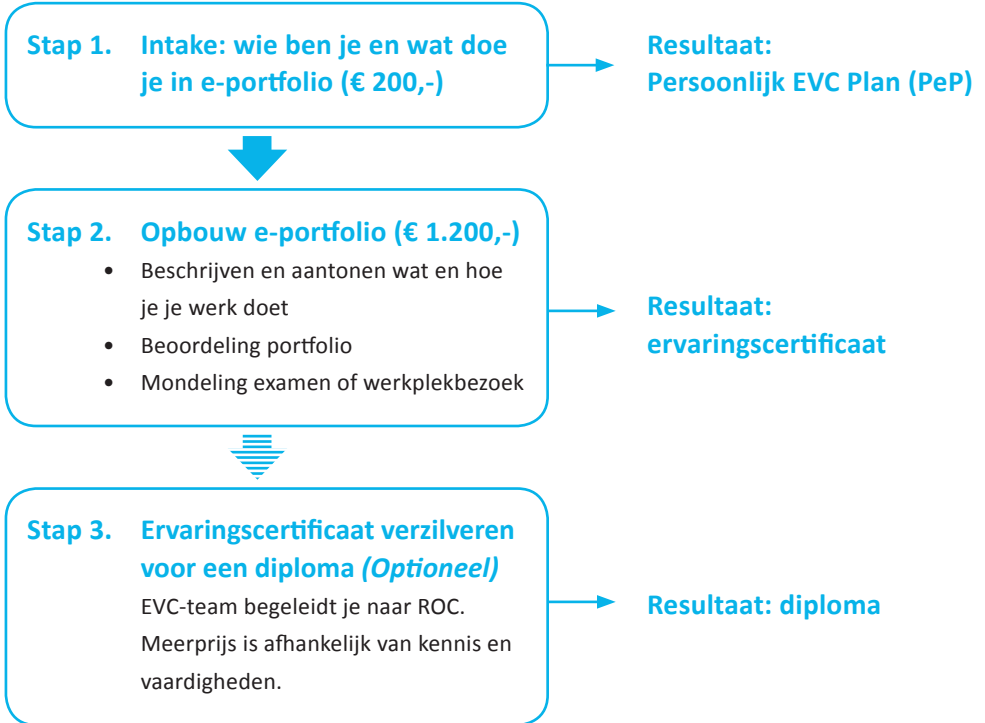 Stap 1. Intake: wie ben je en wat doe
je in e-portfolio (€ 200,-)
Resultaat:
Persoonlijk EVC Plan (PeP)
Stap 2. Opbouw e-portfolio (€ 1.200,-)
• Beschrijven en aantonen wat en hoe
je je werk doet
• Beoordeling portfolio
• Mondeling examen of werkplekbezoek
Resultaat:
ervaringscertificaat
Stap 3. Ervaringscertificaat verzilveren
voor een diploma (Optioneel)
EVC-team begeleidt je naar ROC.
Meerprijs is afhankelijk van kennis en
vaardigheden.
Resultaat: diploma